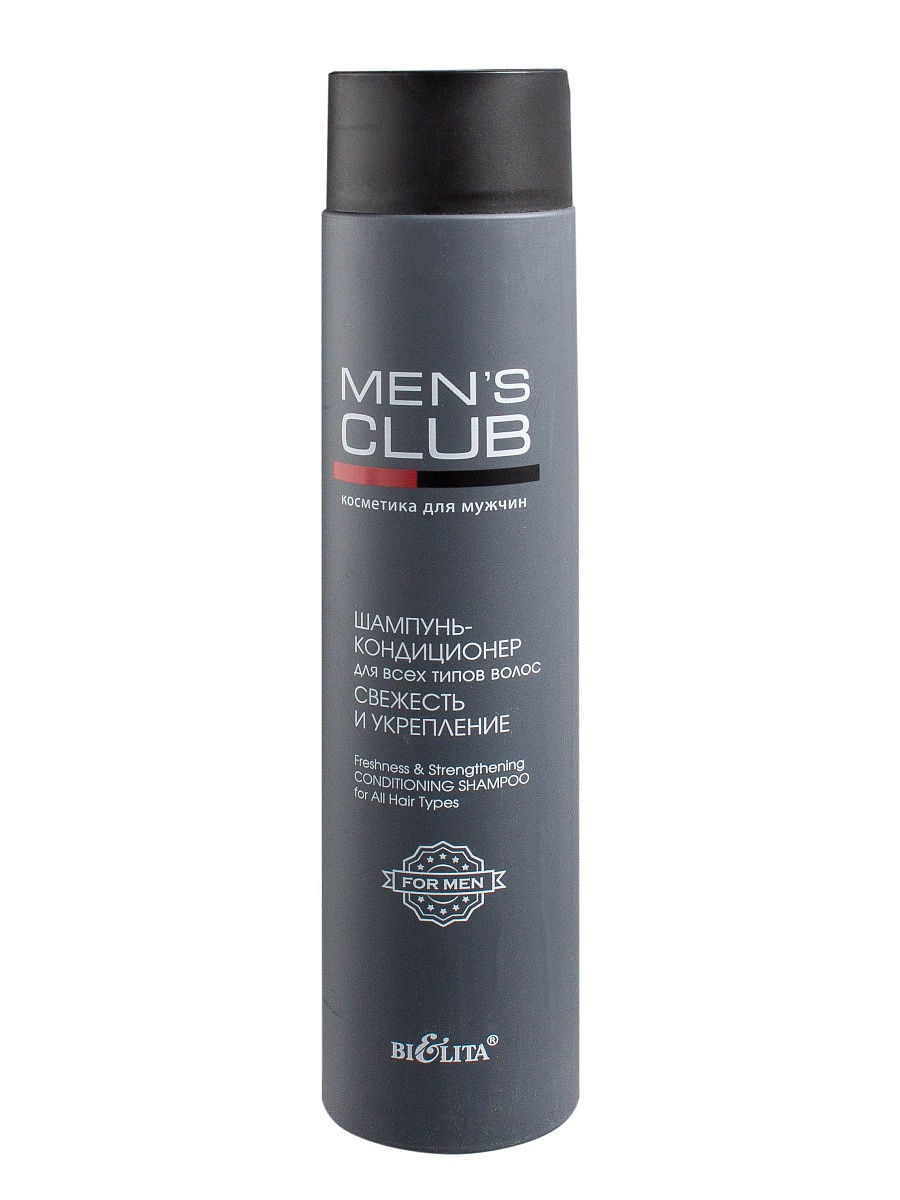 MEN'S
CLUB
косметика для мужчин
ШАМПУНЬ-
КОНДИЦИОНЕР
для всех типов волос
СВЕЖЕСТЬ
И УКРЕПЛЕНИЕ
Freshness & Strengthening
CONDITIONING SHAMPOO
for All Hair Types
FOR MEN
BIELITA®